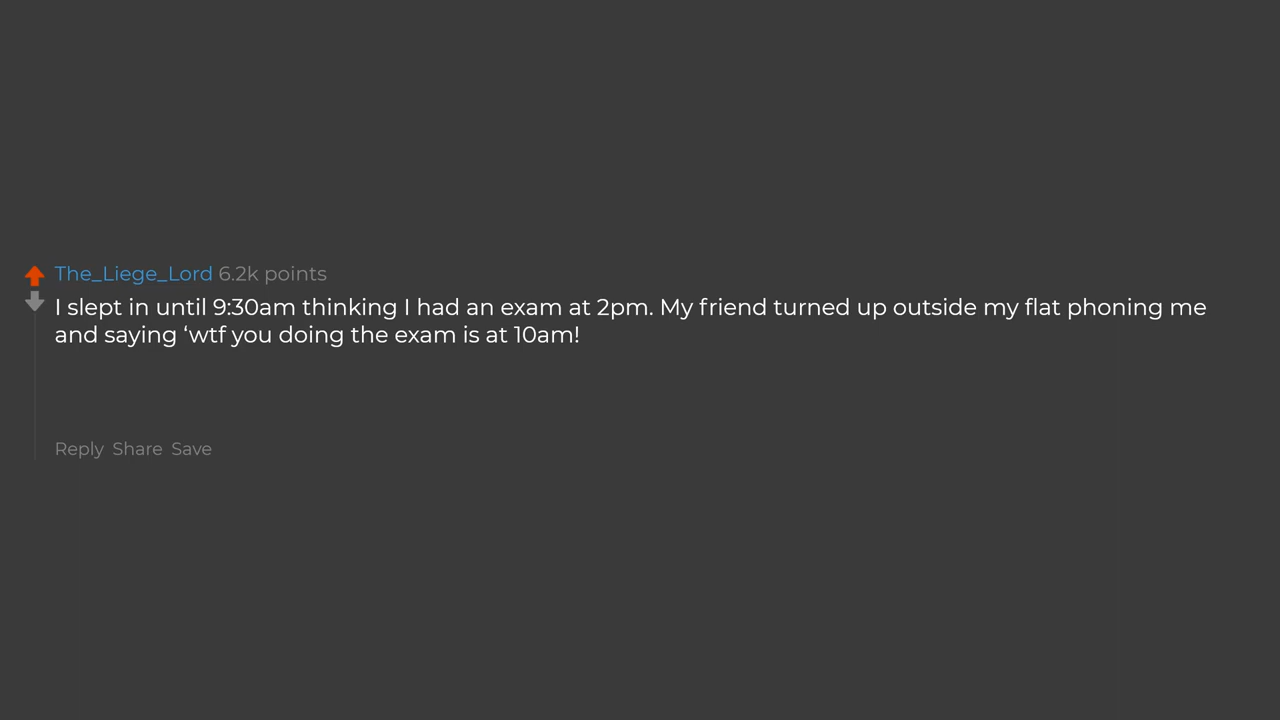 The_Liege_Lord 6.2k points
I slept in until 9:30am thinking I had an exam at 2pm. My friend turned up outside my flat phoning me
and saying ‘wtf you doing the exam is at 10am!
Reply Share Save